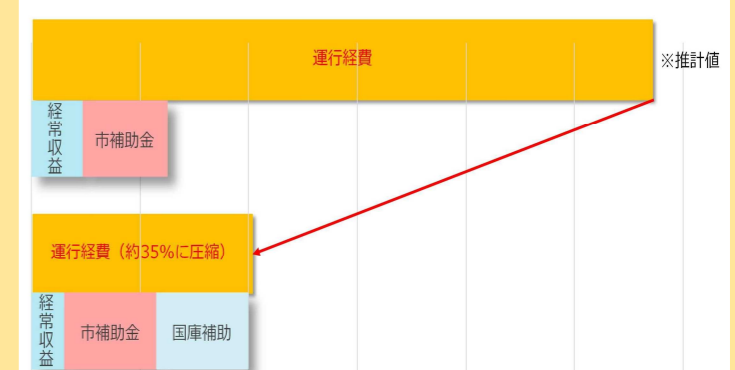 運行経費
※推計値
経常収益
市補助金
運行経費（約35%に圧縮）
経常収益
市補助金
国庫補助